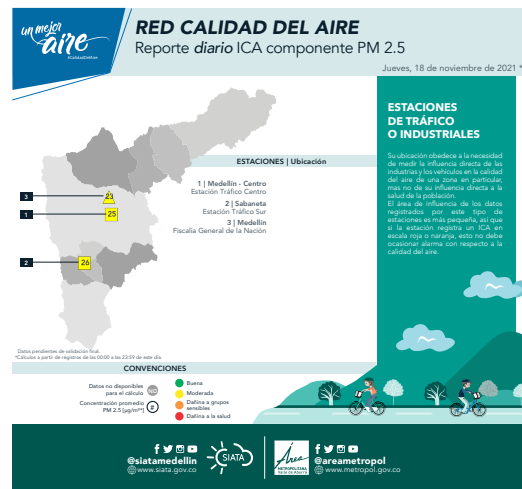 un mejor
aire
#CalidadDelAire
RED CALIDAD DEL AIRE
Reporte diario ICA componente PM 2.5
Jueves, 18 de noviembre de 2021 *
ESTACIONES
DE TRÁFICO
O INDUSTRIALES
Su ubicación obedece a la necesidad
de medir la influencia directa de las
industrias y los vehículos en la calidad
del aire de una zona en particular,
mas no de su influencia directa a la
salud de la población.
El área de influencia de los datos
registrados por este tipo de
estaciones es más pequeña, así que
si la estación registra un ICA en
escala roja o naranja, esto no debe
ocasionar alarma con respecto a la
calidad del aire.
ESTACIONES | Ubicación
1 | Medellín - Centro
Estación Tráfico Centro
2 | Sabaneta
Estación Tráfico Sur
3 | Medellín
Fiscalía General de la Nación
3
23
1
25
2
26
Datos pendientes de validación final.
*Cálculos a partir de registros de las 00:00 a las 23:59 de este día.
CONVENCIONES
Datos no disponibles
para el cálculo
ND
Concentración promedio
PM 2.5 [µg/m³*]
#
Buena
Moderada
Dañina a grupos
sensibles
Dañina a la salud
@siatamedellin
www.siata.gov.co
SIATA
Área
METROPOLITANA
Valle de Aburrá
@areametropol
www.metropol.gov.co